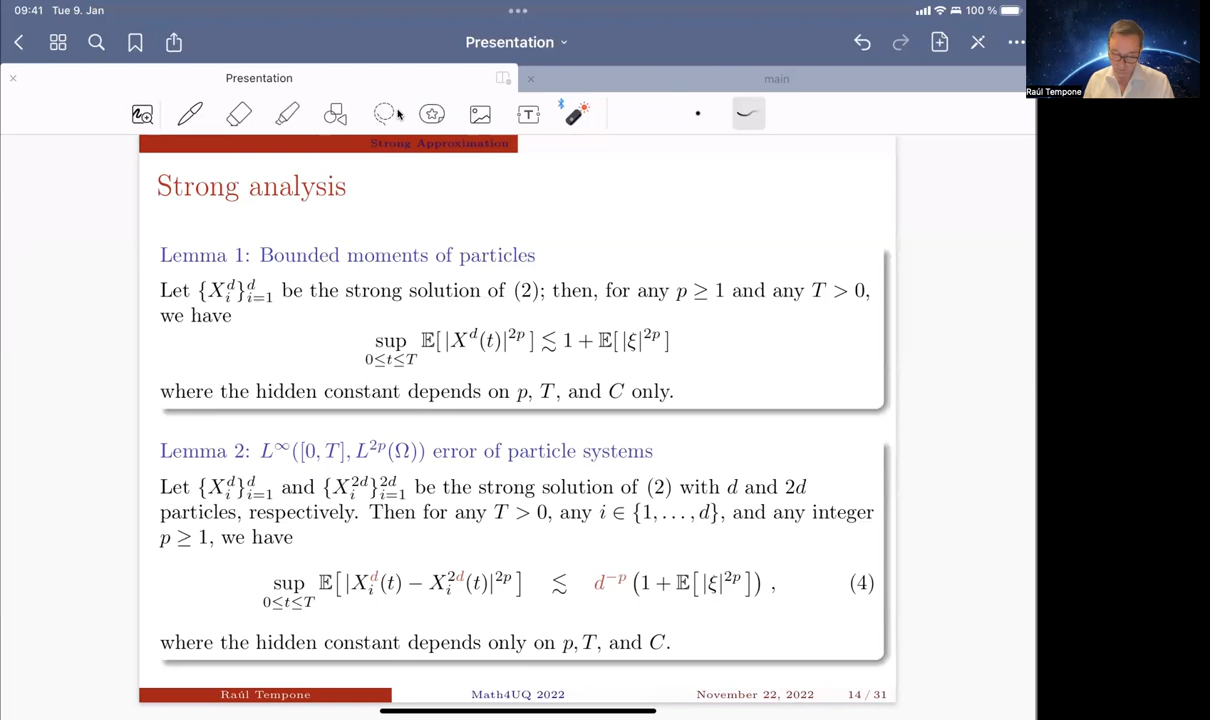 09:41 Tue 9. Jan
100 %
Presentation
Raúl Tempone
Presentation
main
Strong Approximation
Strong analysis
Lemma 1: Bounded moments of particles
Let {X_i^d}_{i=1}^d be the strong solution of (2); then, for any p ≥ 1 and any T > 0,
we have
sup_{0≤t≤T} 𝔼[|X^d(t)|^{2p}] ≲ 1 + 𝔼[|ξ|^{2p}]
where the hidden constant depends on p, T, and C only.
Lemma 2: L^∞([0, T], L^{2p}(Ω)) error of particle systems
Let {X_i^d}_{i=1}^d and {X_i^{2d}}_{i=1}^{2d} be the strong solution of (2) with d and 2d
particles, respectively. Then for any T > 0, any i ∈ {1, . . . , d}, and any integer
p ≥ 1, we have
sup_{0≤t≤T} 𝔼[|X_i^d(t) − X_i^{2d}(t)|^{2p}] ≲ d^{−p} (1 + 𝔼[|ξ|^{2p}]) , (4)
where the hidden constant depends only on p, T, and C.
Raúl Tempone Math4UQ 2022 November 22, 2022 14 / 31